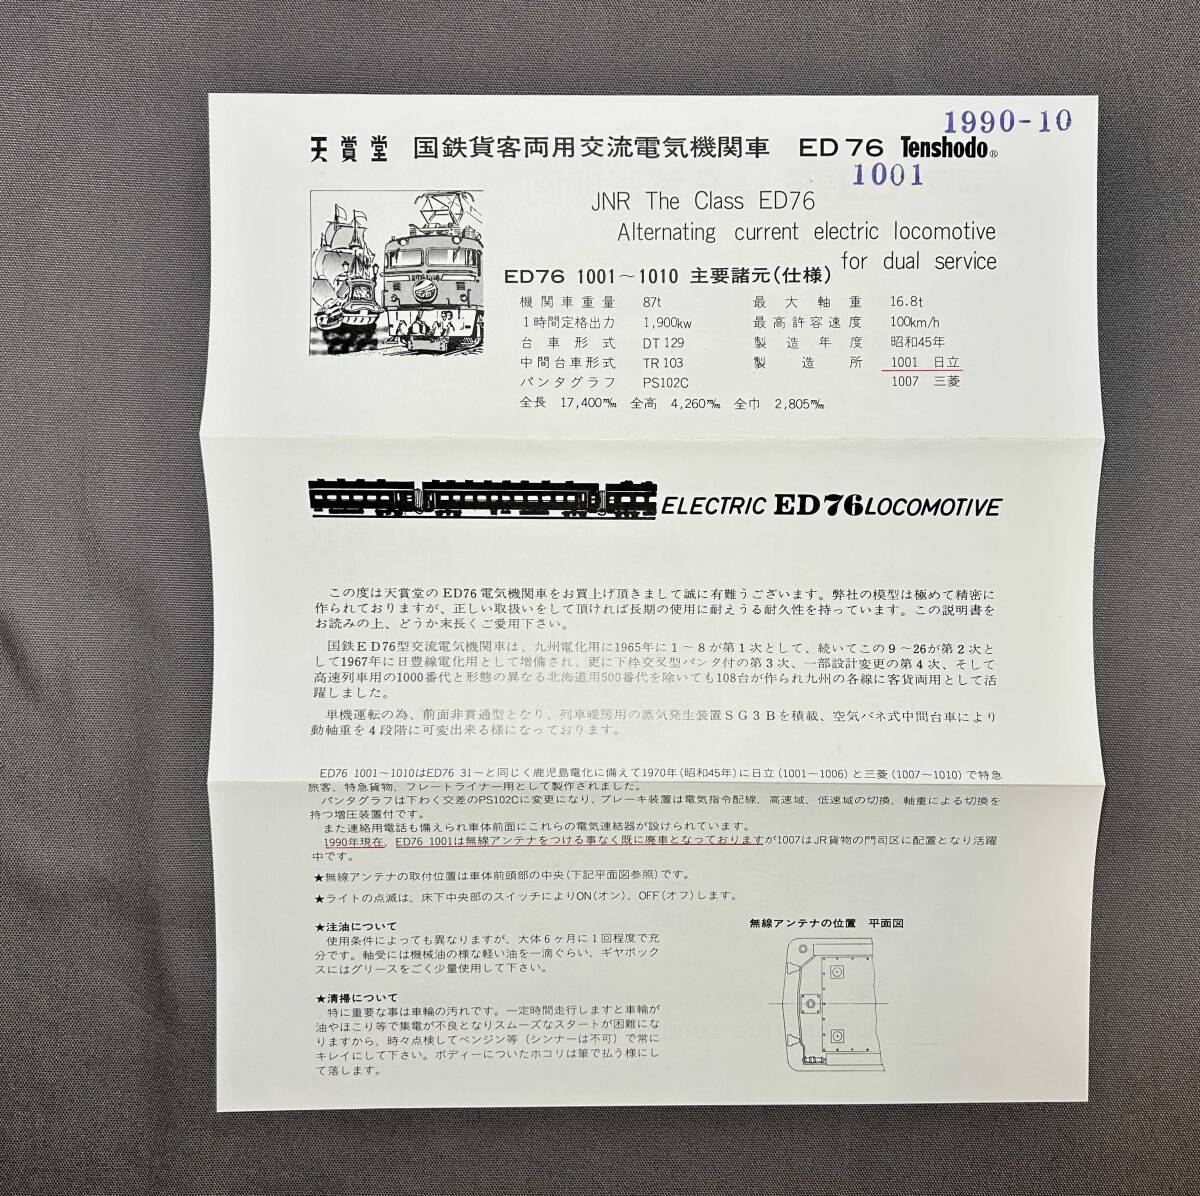 1990-10
天賞堂 国鉄貨客両用交流電気機関車 ED76 Tenshodo®
1001
JNR The Class ED76
Alternating current electric locomotive
for dual service
ED76 1001～1010 主要諸元(仕様)
機関車重量 87t 最大軸重 16.8t
1時間定格出力 1,900kw 最高許容速度 100km/h
台車形式 DT129 製造年度 昭和45年
中間台車形式 TR103 製造所 1001 日立
パンタグラフ PS102C 1007 三菱
全長 17,400m/m 全高 4,260m/m 全巾 2,805m/m
ELECTRIC ED76 LOCOMOTIVE
この度は天賞堂のED76電気機関車をお買上げ頂きまして誠に有難うございます。弊社の模型は極めて精密に
作られておりますが、正しい取扱いをして頂ければ長期の使用に耐えうる耐久性を持っています。この説明書を
お読みの上、どうか末長くご愛用下さい。
国鉄ＥＤ76型交流電気機関車は、九州電化用に1965年に１～８が第１次として、続いてこの９～26が第２次と
して1967年に日豊線電化用として増備され、更に下枠交叉型パンタ付の第３次、一部設計変更の第４次、そして
高速列車用の1000番代と形態の異なる北海道用500番代を除いても108台が作られ九州の各線に客貨両用として活
躍しました。
単機運転の為、前面非貫通型となり、列車暖房用の蒸気発生装置ＳＧ３Ｂを積載、空気バネ式中間台車により
動軸重を４段階に可変出来る様になっております。
ED76 1001～1010はED76 31～と同じく鹿児島電化に備えて1970年(昭和45年)に日立(1001～1006)と三菱(1007～1010)で特急
旅客、特急貨物、フレートライナー用として製作されました。
パンタグラフは下わく交差のPS102Cに変更になり、ブレーキ装置は電気指令配線、高速域、低速域の切換、軸重による切換を
持つ増圧装置付です。
また連絡用電話も備えられ車体前面にこれらの電気連結器が設けられています。
1990年現在、ED76 1001は無線アンテナをつける事なく既に廃車となっておりますが1007はJR貨物の門司区に配置となり活躍
中です。
★無線アンテナの取付位置は車体前頭部の中央(下記平面図参照)です。
★ライトの点滅は、床下中央部のスイッチによりON(オン)、OFF(オフ)します。
★注油について
使用条件によっても異なりますが、大体６ヶ月に１回程度で充
分です。軸受には機械油の様な軽い油を一滴ぐらい、ギヤボック
スにはグリースをごく少量使用して下さい。
★清掃について
特に重要な事は車輪の汚れです。一定時間走行しますと車輪が
油やほこり等で集電が不良となりスムーズなスタートが困難にな
りますから、時々点検してベンジン等（シンナーは不可）で常に
キレイにして下さい。ボディーについたホコリは筆で払う様にし
て落します。
無線アンテナの位置 平面図